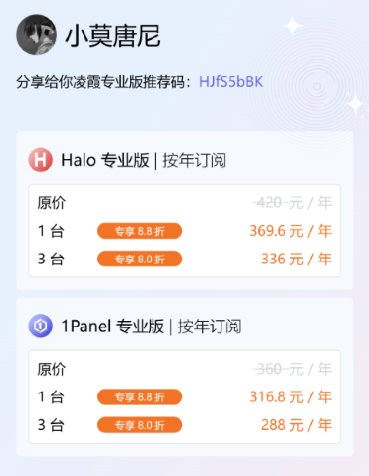 小莫唐尼
分享给你凌霞专业版推荐码：HJfS5bBK
Halo 专业版 | 按年订阅
原价 420 元 / 年
1 台 专享 8.8 折 369.6 元 / 年
3 台 专享 8.0 折 336 元 / 年
1Panel 专业版 | 按年订阅
原价 360 元 / 年
1 台 专享 8.8 折 316.8 元 / 年
3 台 专享 8.0 折 288 元 / 年